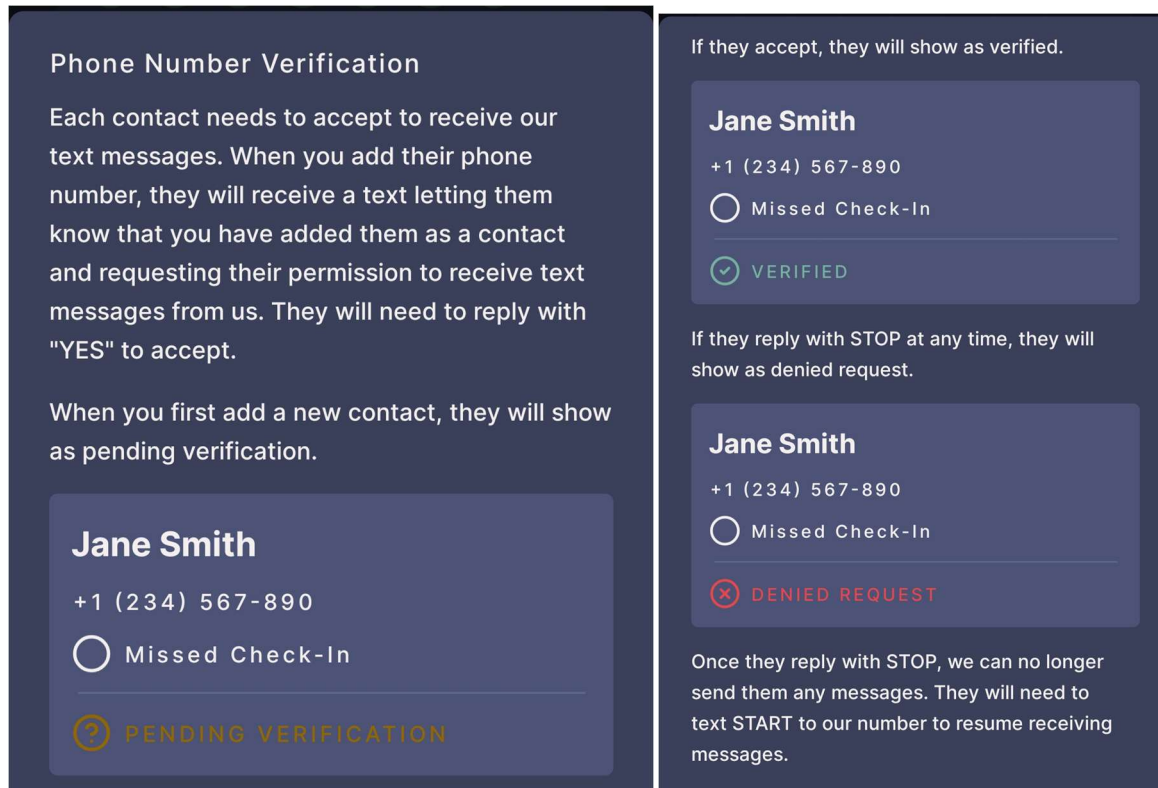 Phone Number Verification
Each contact needs to accept to receive our
text messages. When you add their phone
number, they will receive a text letting them
know that you have added them as a contact
and requesting their permission to receive text
messages from us. They will need to reply with
"YES" to accept.
When you first add a new contact, they will show
as pending verification.
Jane Smith
+1 (234) 567-890
Missed Check-In
PENDING VERIFICATION
If they accept, they will show as verified.
Jane Smith
+1 (234) 567-890
Missed Check-In
VERIFIED
If they reply with STOP at any time, they will
show as denied request.
Jane Smith
+1 (234) 567-890
Missed Check-In
DENIED REQUEST
Once they reply with STOP, we can no longer
send them any messages. They will need to
text START to our number to resume receiving
messages.